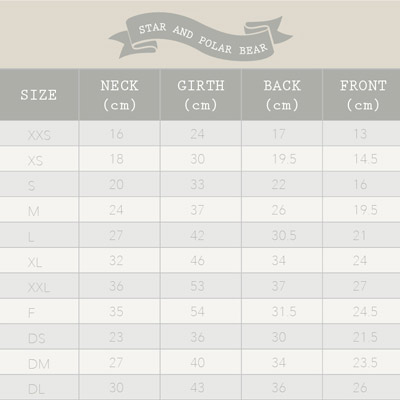 STAR AND POLAR BEAR
SIZE NECK (cm) GIRTH (cm) BACK (cm) FRONT (cm)
XXS 16 24 17 13
XS 18 30 19.5 14.5
S 20 33 22 16
M 24 37 26 19.5
L 27 42 30.5 21
XL 32 46 34 24
XXL 36 53 37 27
F 35 54 31.5 24.5
DS 23 36 30 21.5
DM 27 40 34 23.5
DL 30 43 36 26